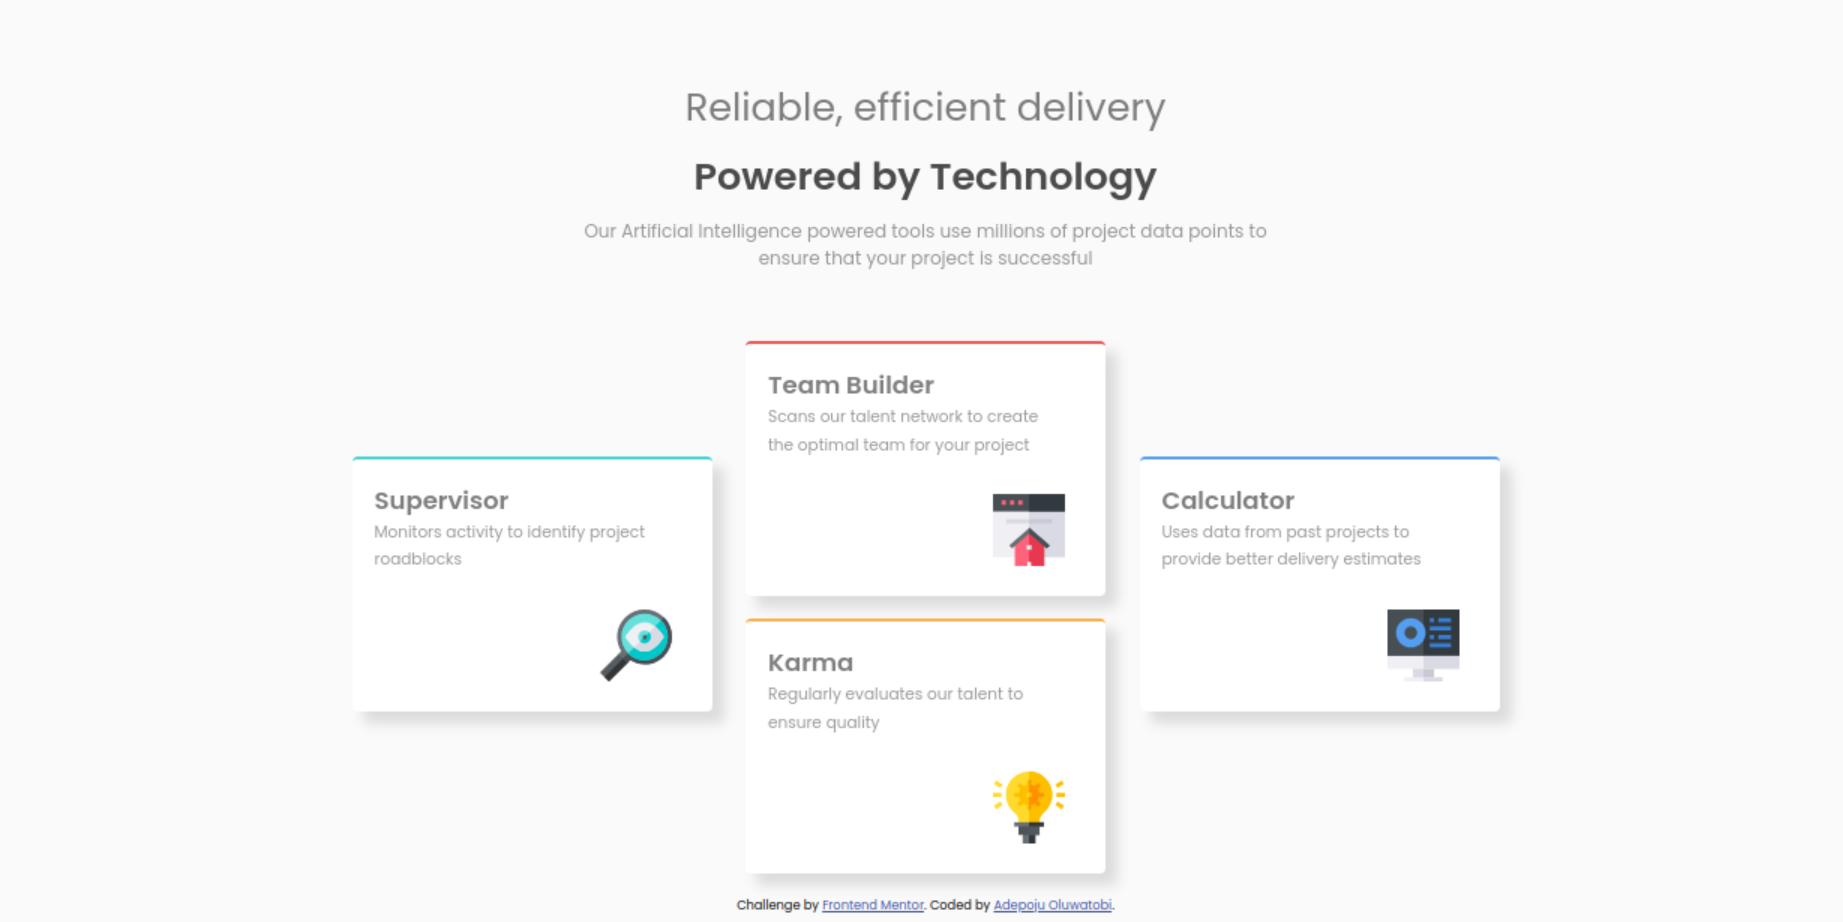 Reliable, efficient delivery
Powered by Technology
Our Artificial Intelligence powered tools use millions of project data points to
ensure that your project is successful
Supervisor
Monitors activity to identify project
roadblocks
Team Builder
Scans our talent network to create
the optimal team for your project
Karma
Regularly evaluates our talent to
ensure quality
Calculator
Uses data from past projects to
provide better delivery estimates
Challenge by Frontend Mentor. Coded by Adepoju Oluwatobi.